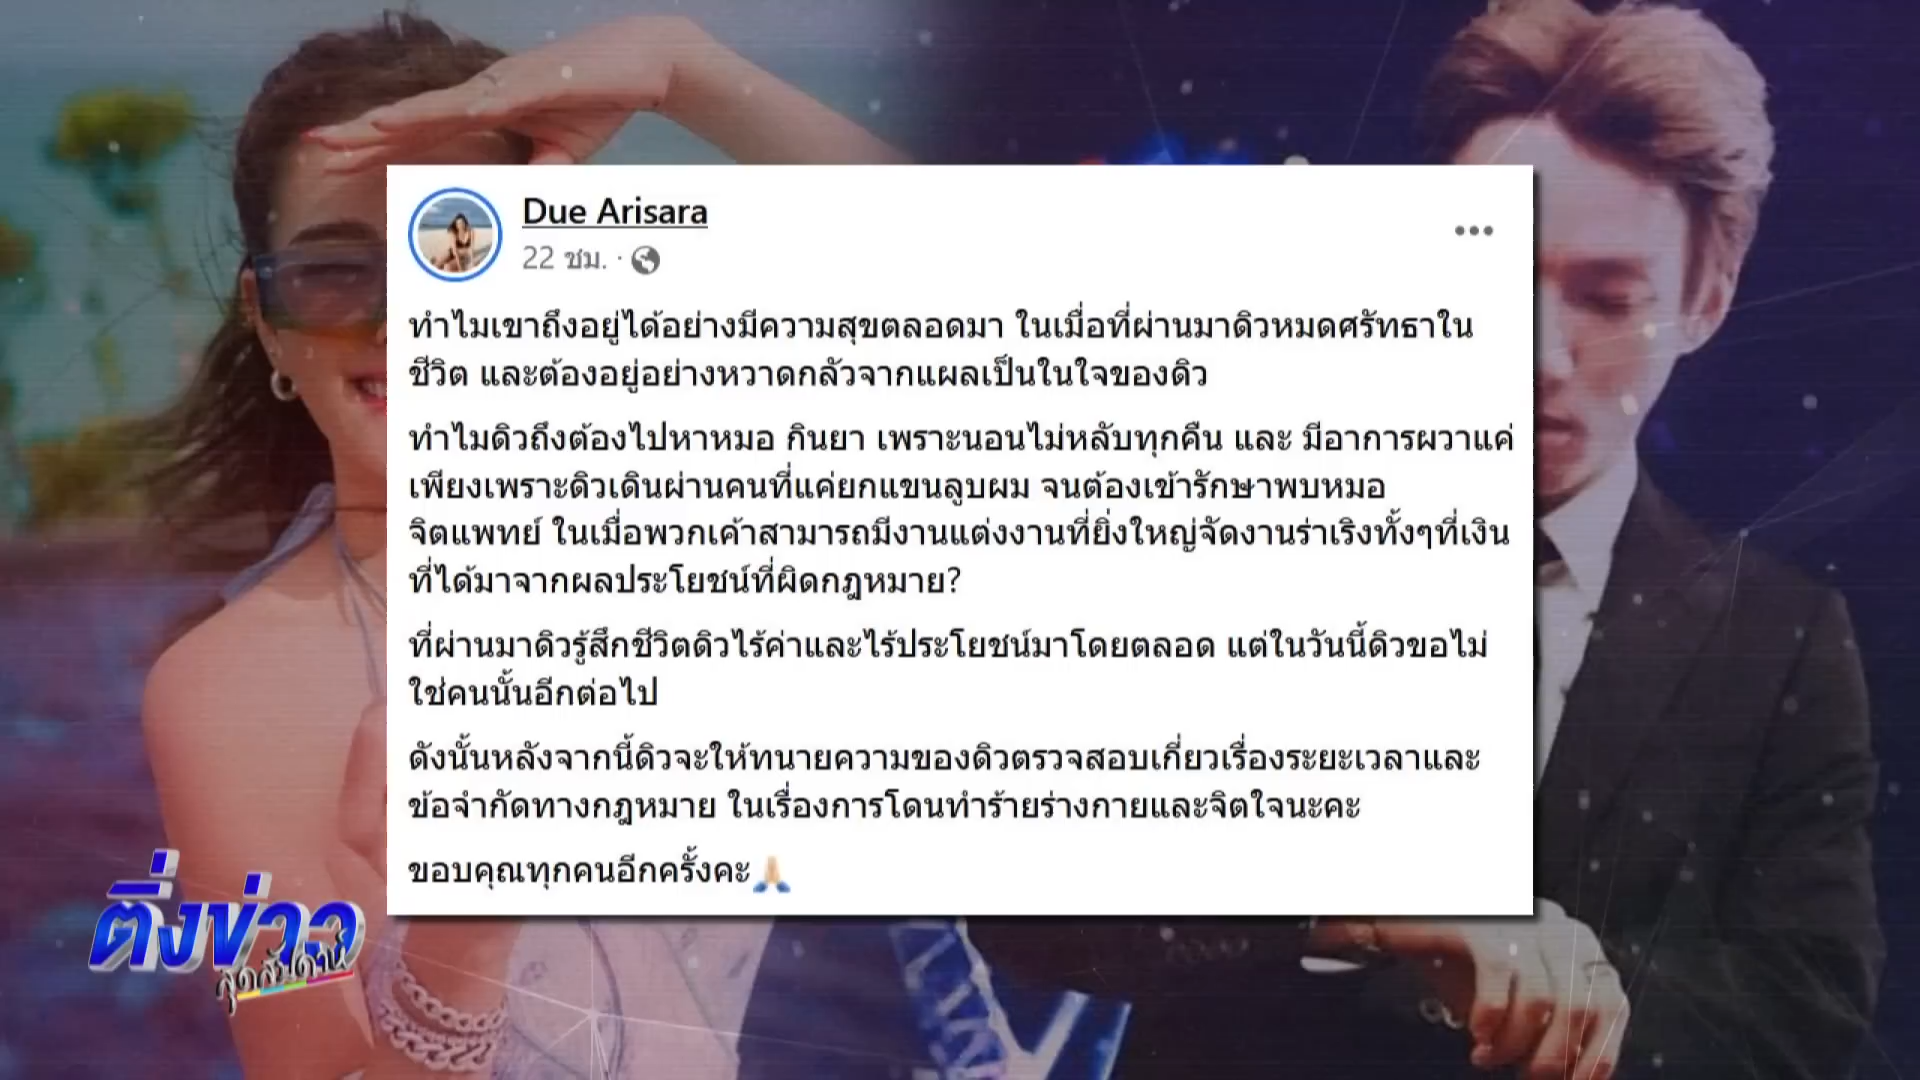 Due Arisara
22 ชม. ·
ทำไมเขาถึงอยู่ได้อย่างมีความสุขตลอดมา ในเมื่อที่ผ่านมาดิวหมดศรัทธาใน
ชีวิต และต้องอยู่อย่างหวาดกลัวจากแผลเป็นในใจของดิว
ทำไมดิวถึงต้องไปหาหมอ กินยา เพราะนอนไม่หลับทุกคืน และ มีอาการผวาแค่
เพียงเพราะดิวเดินผ่านคนที่แค่ยกแขนลูบผม จนต้องเข้ารักษาพบหมอ
จิตแพทย์ ในเมื่อพวกเค้าสามารถมีงานแต่งงานที่ยิ่งใหญ่จัดงานร่าเริงทั้งๆที่เงิน
ที่ได้มาจากผลประโยชน์ที่ผิดกฎหมาย?
ที่ผ่านมาดิวรู้สึกชีวิตดิวไร้ค่าและไร้ประโยชน์มาโดยตลอด แต่ในวันนี้ดิวขอไม่
ใช่คนนั้นอีกต่อไป
ดังนั้นหลังจากนี้ดิวจะให้ทนายความของดิวตรวจสอบเกี่ยวเรื่องระยะเวลาและ
ข้อจำกัดทางกฎหมาย ในเรื่องการโดนทำร้ายร่างกายและจิตใจนะคะ
ขอบคุณทุกคนอีกครั้งคะ🙏🏻
ติ่งข่าว
สุดสัปดาห์